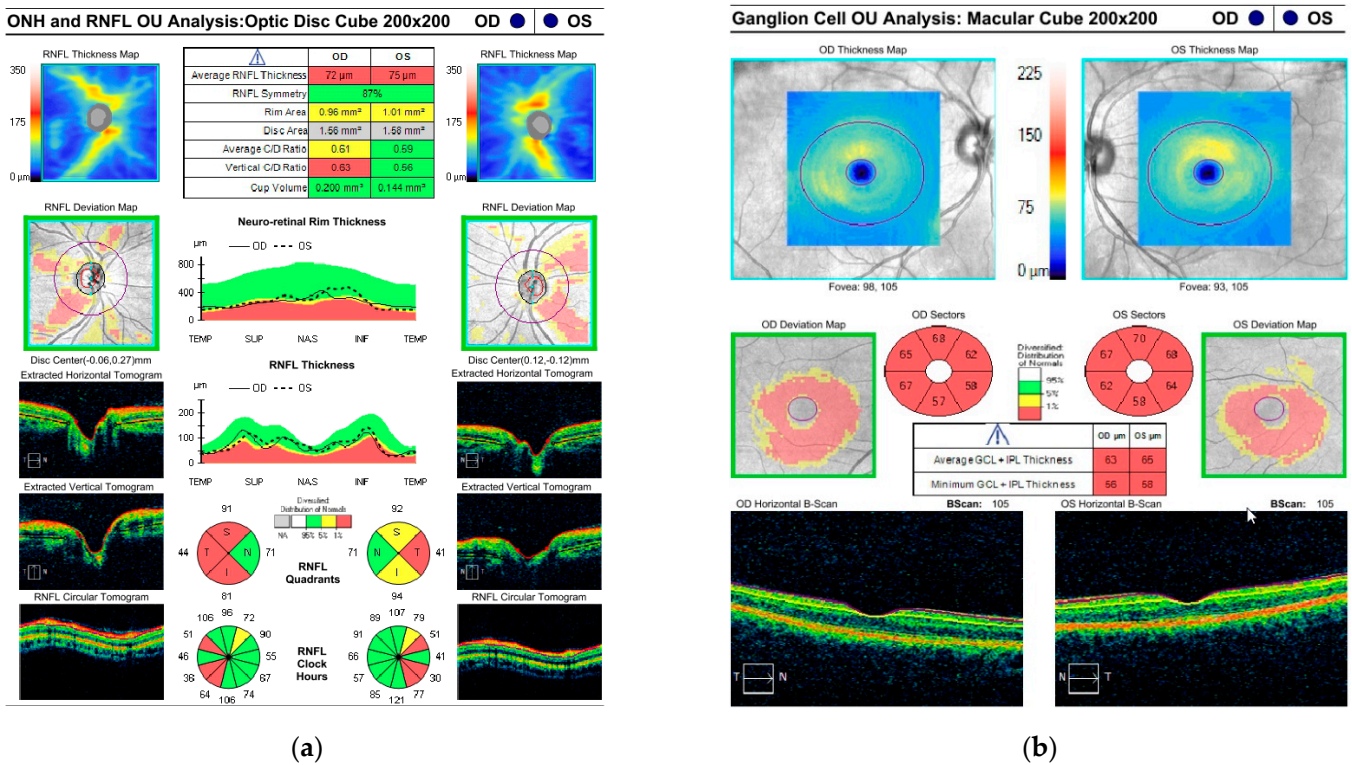 ONH and RNFL OU Analysis:Optic Disc Cube 200x200 OD OS
RNFL Thickness Map
350
175
0 µm
OD OS
Average RNFL Thickness 72 µm 75 µm
RNFL Symmetry 87%
Rim Area 0.96 mm² 1.01 mm²
Disc Area 1.56 mm² 1.58 mm²
Average C/D Ratio 0.61 0.59
Vertical C/D Ratio 0.63 0.56
Cup Volume 0.200 mm³ 0.144 mm³
RNFL Thickness Map
350
175
0 µm
RNFL Deviation Map
Disc Center(-0.06,0.27)mm
Neuro-retinal Rim Thickness
µm OD OS
800
400
0
TEMP SUP NAS INF TEMP
RNFL Deviation Map
Disc Center(0.12,-0.12)mm
Extracted Horizontal Tomogram
T N
RNFL Thickness
µm OD OS
200
100
0
TEMP SUP NAS INF TEMP
Extracted Horizontal Tomogram
T N
Extracted Vertical Tomogram
T N
Diversified:
Distribution of Normals
NA 95% 5% 1%
91
S
44 T N 71
I
81
RNFL
Quadrants
92
S
71 N T 41
I
94
Extracted Vertical Tomogram
T N
RNFL Circular Tomogram
96
106 72
51 90
46 55
36 67
64 74
106
RNFL
Clock
Hours
107
89 79
91 51
66 41
57 30
85 77
121
RNFL Circular Tomogram
(a)
Ganglion Cell OU Analysis: Macular Cube 200x200 OD OS
OD Thickness Map
Fovea: 98, 105
225
150
75
0 µm
OS Thickness Map
Fovea: 93, 105
OD Deviation Map
OD Sectors
68
65 62
67 58
57
Diversified:
Distribution
of Normals
95%
5%
1%
OS Sectors
70
67 68
62 64
58
OS Deviation Map
OD µm OS µm
Average GCL + IPL Thickness 63 65
Minimum GCL + IPL Thickness 56 58
OD Horizontal B-Scan BScan: 105
T N
OS Horizontal B-Scan BScan: 105
N T
(b)